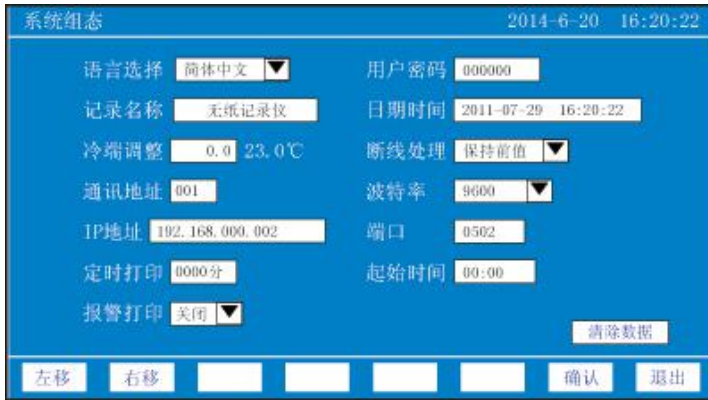 系统组态 2014-6-20 16:20:22
语言选择 简体中文 用户密码 000000
记录名称 无纸记录仪 日期时间 2011-07-29 16:20:22
冷端调整 0.0 23.0℃ 断线处理 保持前值
通讯地址 001 波特率 9600
IP地址 192.168.000.002 端口 0502
定时打印 0000分 起始时间 00:00
报警打印 关闭
清除数据
左移 右移 确认 退出